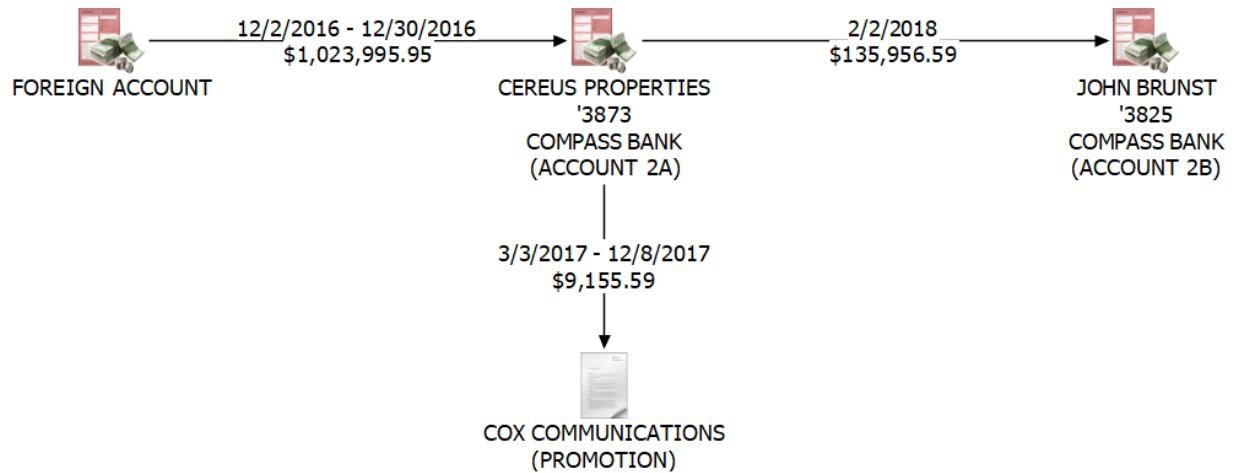 12/2/2016 - 12/30/2016
$1,023,995.95
2/2/2018
$135,956.59
FOREIGN ACCOUNT
CEREUS PROPERTIES
'3873
COMPASS BANK
(ACCOUNT 2A)
JOHN BRUNST
'3825
COMPASS BANK
(ACCOUNT 2B)
3/3/2017 - 12/8/2017
$9,155.59
COX COMMUNICATIONS
(PROMOTION)